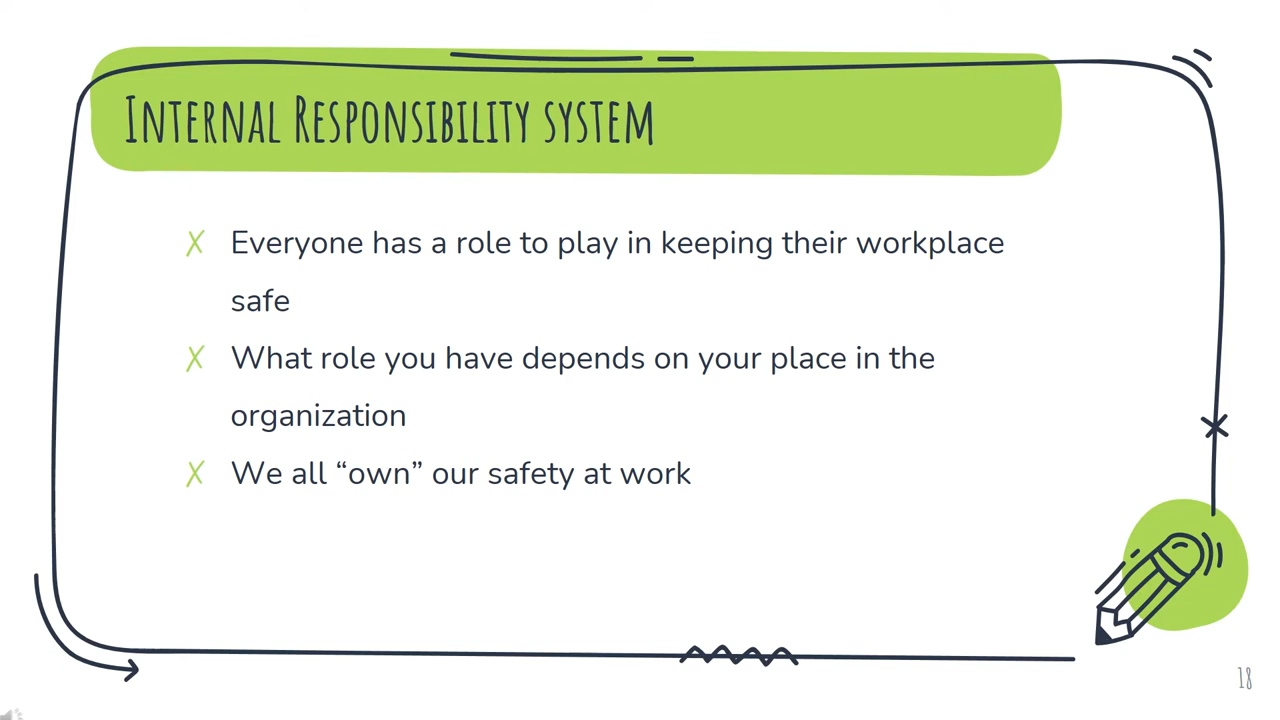 Internal Responsibility system
X Everyone has a role to play in keeping their workplace
safe
X What role you have depends on your place in the
organization
X We all “own” our safety at work
18